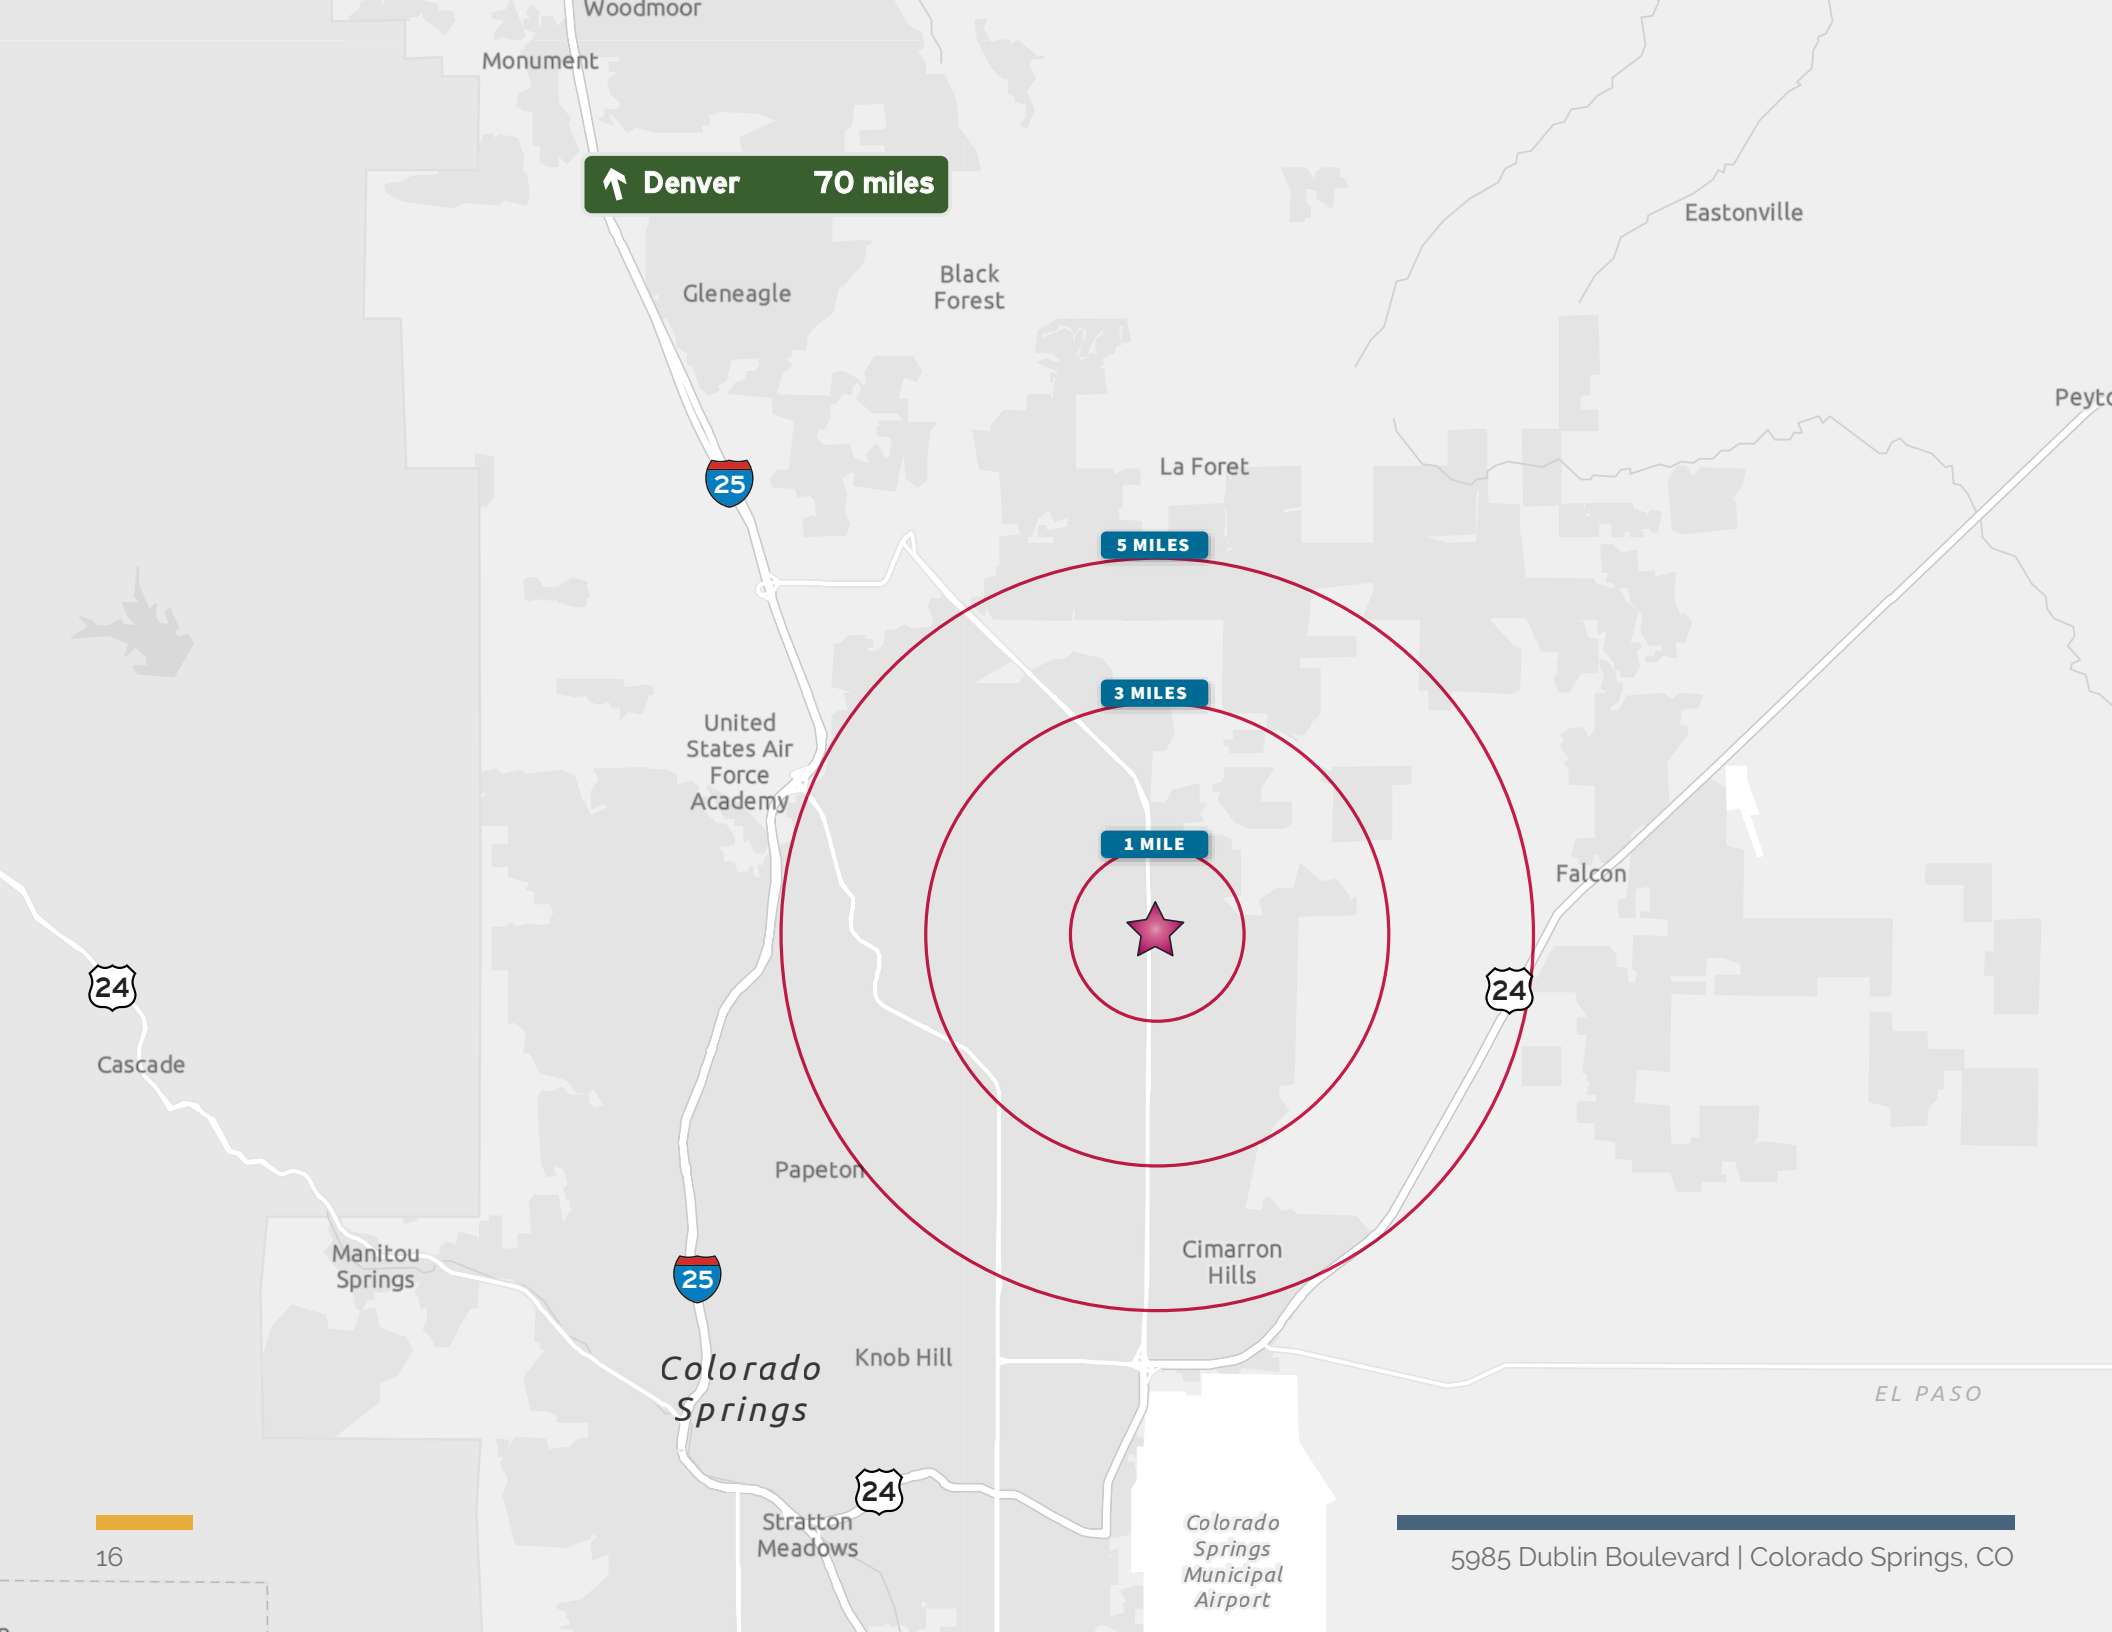 Woodmoor
Monument
Denver 70 miles
Eastonville
Black
Forest
Gleneagle
Peyto
La Foret
25
5 MILES
3 MILES
United
States Air
Force
Academy
1 MILE
Falcon
24
24
Cascade
Papeton
Manitou
Springs
Cimarron
Hills
25
Colorado
Springs
Knob Hill
EL PASO
24
Stratton
Meadows
Colorado
Springs
Municipal
Airport
16
5985 Dublin Boulevard | Colorado Springs, CO